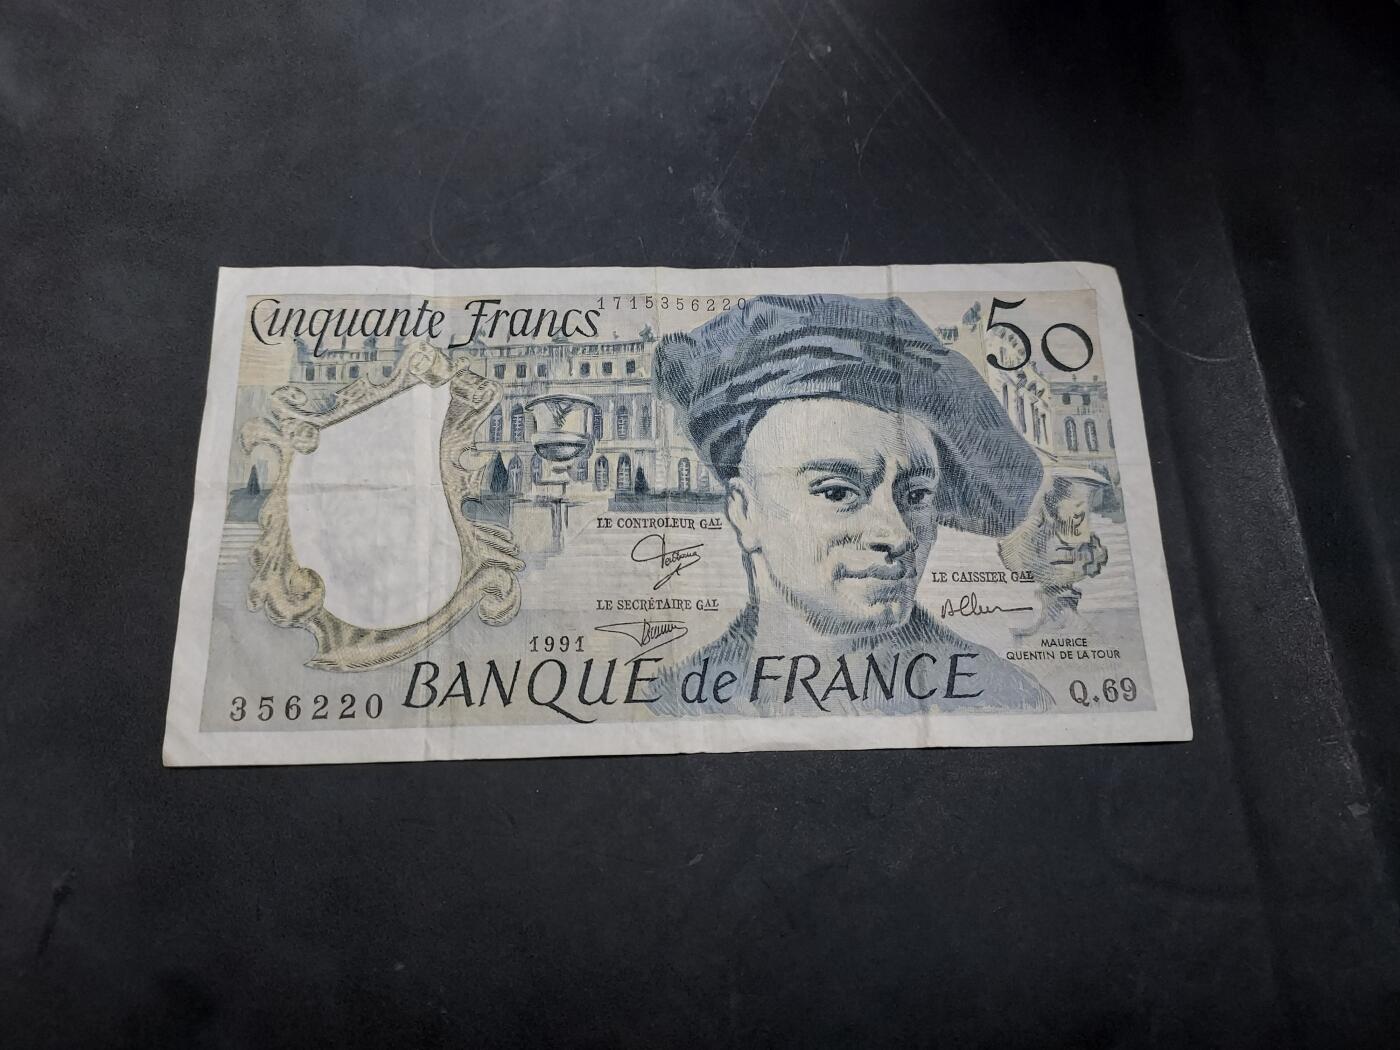 Cinquante Francs
1715356220
50
LE CONTROLEUR GAL
LE CAISSIER GAL
LE SECRÉTAIRE GAL
1991
MAURICE
QUENTIN DE LA TOUR
BANQUE de FRANCE
356220
Q.69